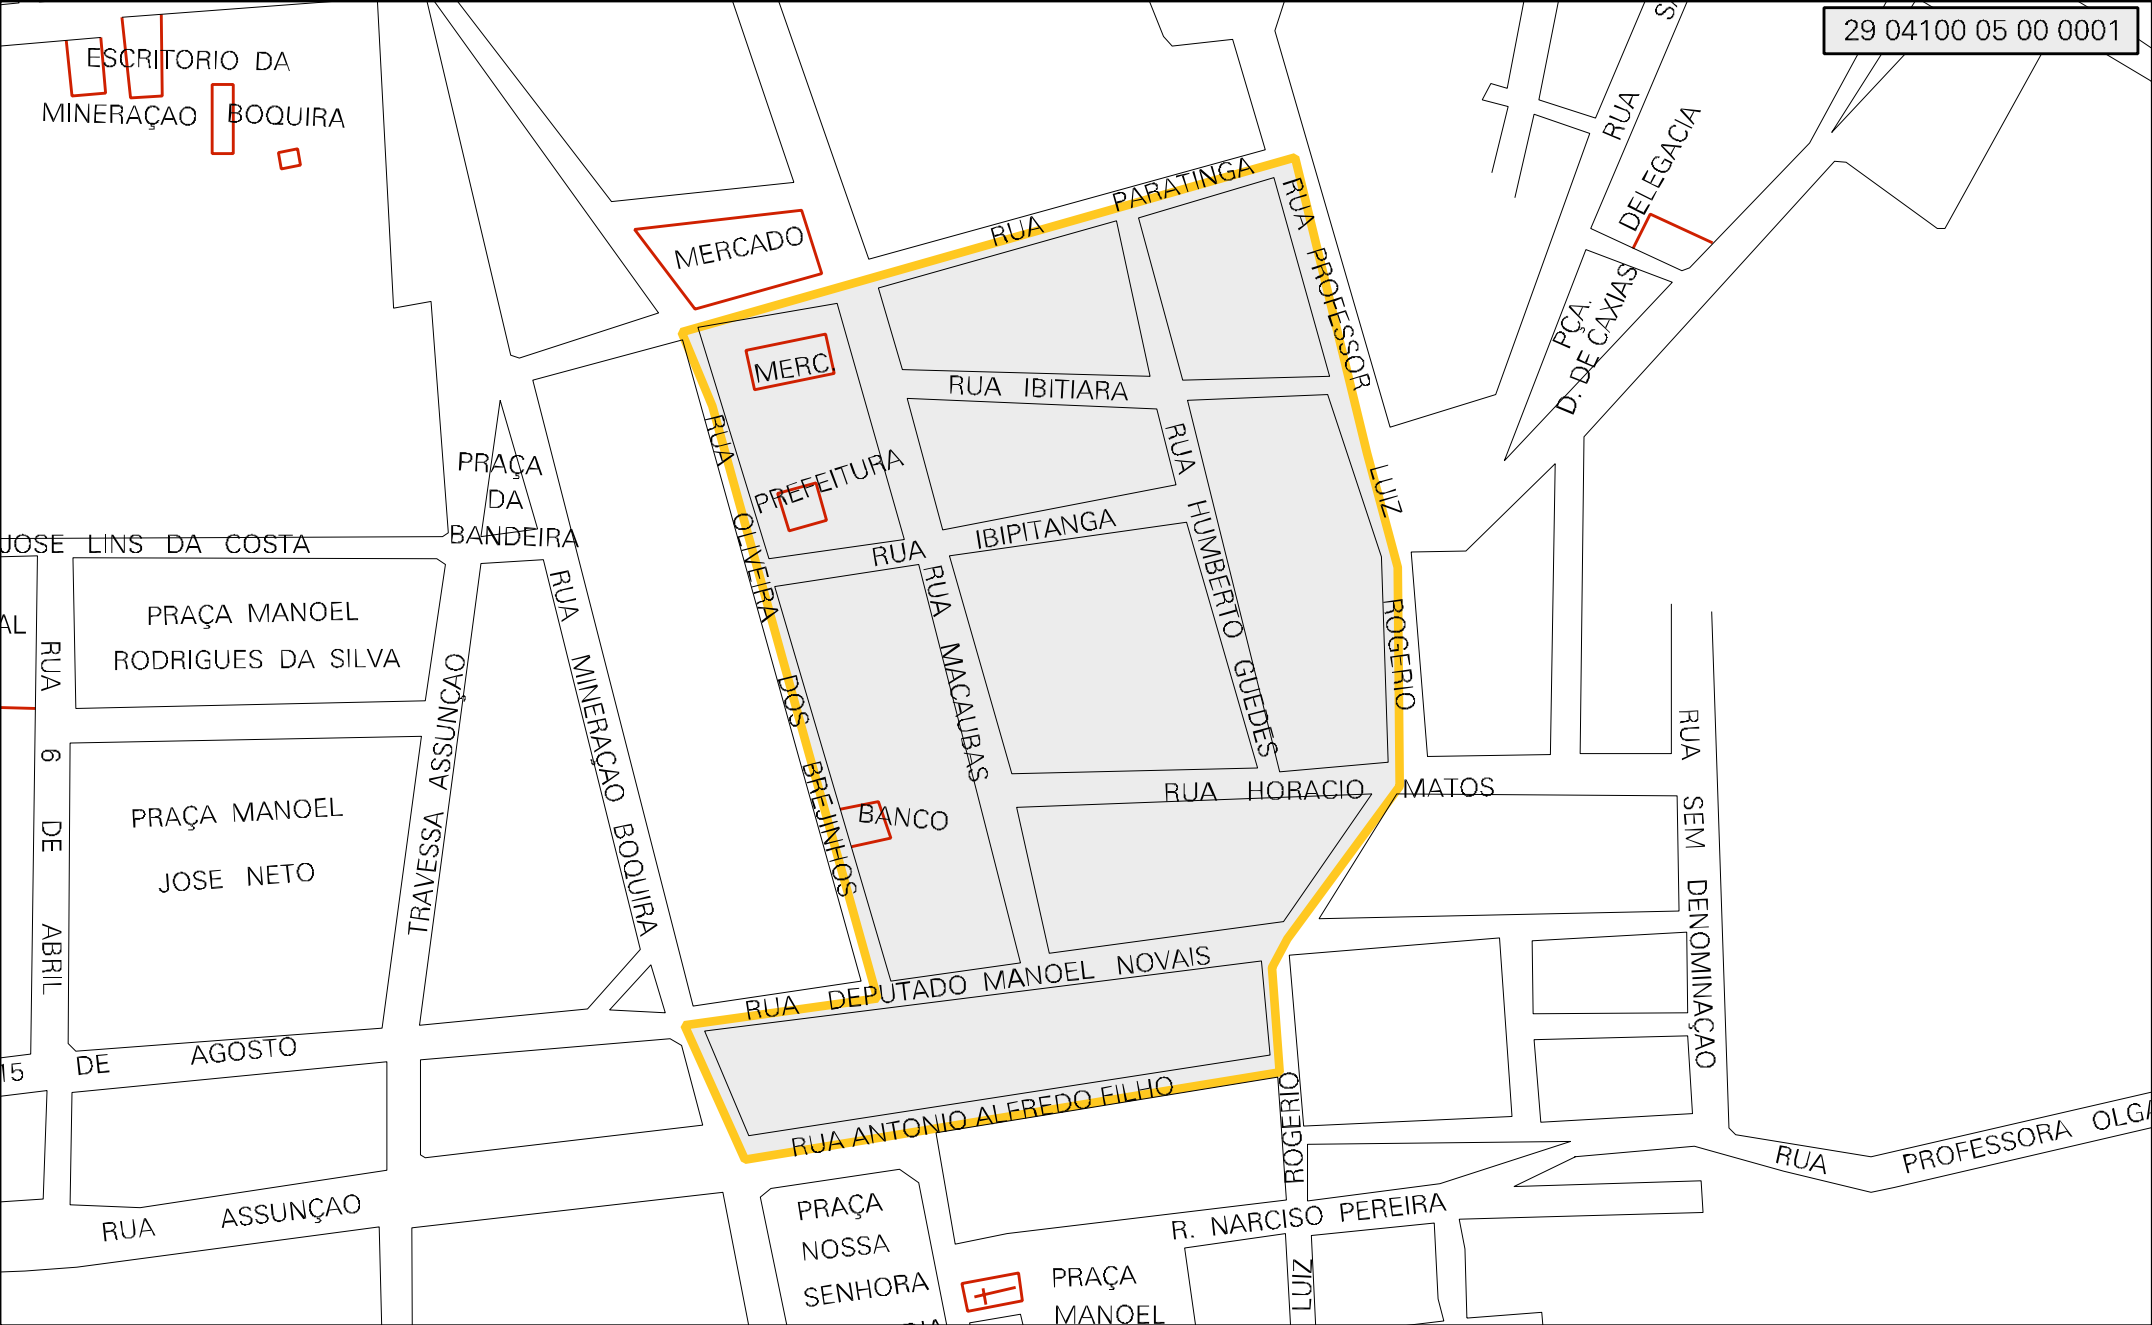 29 04100 05 00 0001
ESCRITORIO DA
MINERAÇAO BOQUIRA
RUA
DELEGACIA
MERCADO
RUA PARATINGA
RUA PROFESSOR LUIZ ROGERIO
PÇA.
D. DE ÇAXIAS
MERC.
RUA IBITIARA
PREFEITURA
RUA IBIPITANGA
RUA HUMBERTO GUEDES
RUA OLIVEIRA DOS BREJINHOS
PRAÇA
DA
BANDEIRA
JOSE LINS DA COSTA
PRAÇA MANOEL
RODRIGUES DA SILVA
AL
RUA 6 DE ABRIL
TRAVESSA ASSUNÇAO
RUA MINERAÇAO BOQUIRA
RUA MACAUBAS
BANCO
RUA HORACIO MATOS
RUA SEM DENOMINAÇAO
PRAÇA MANOEL
JOSE NETO
RUA DEPUTADO MANOEL NOVAIS
15 DE AGOSTO
RUA ANTONIO ALFREDO FILHO
RUA ASSUNÇAO
LUIZ ROGERIO
RUA PROFESSORA OLGA
R. NARCISO PEREIRA
PRAÇA
NOSSA
SENHORA
PRAÇA
MANOEL